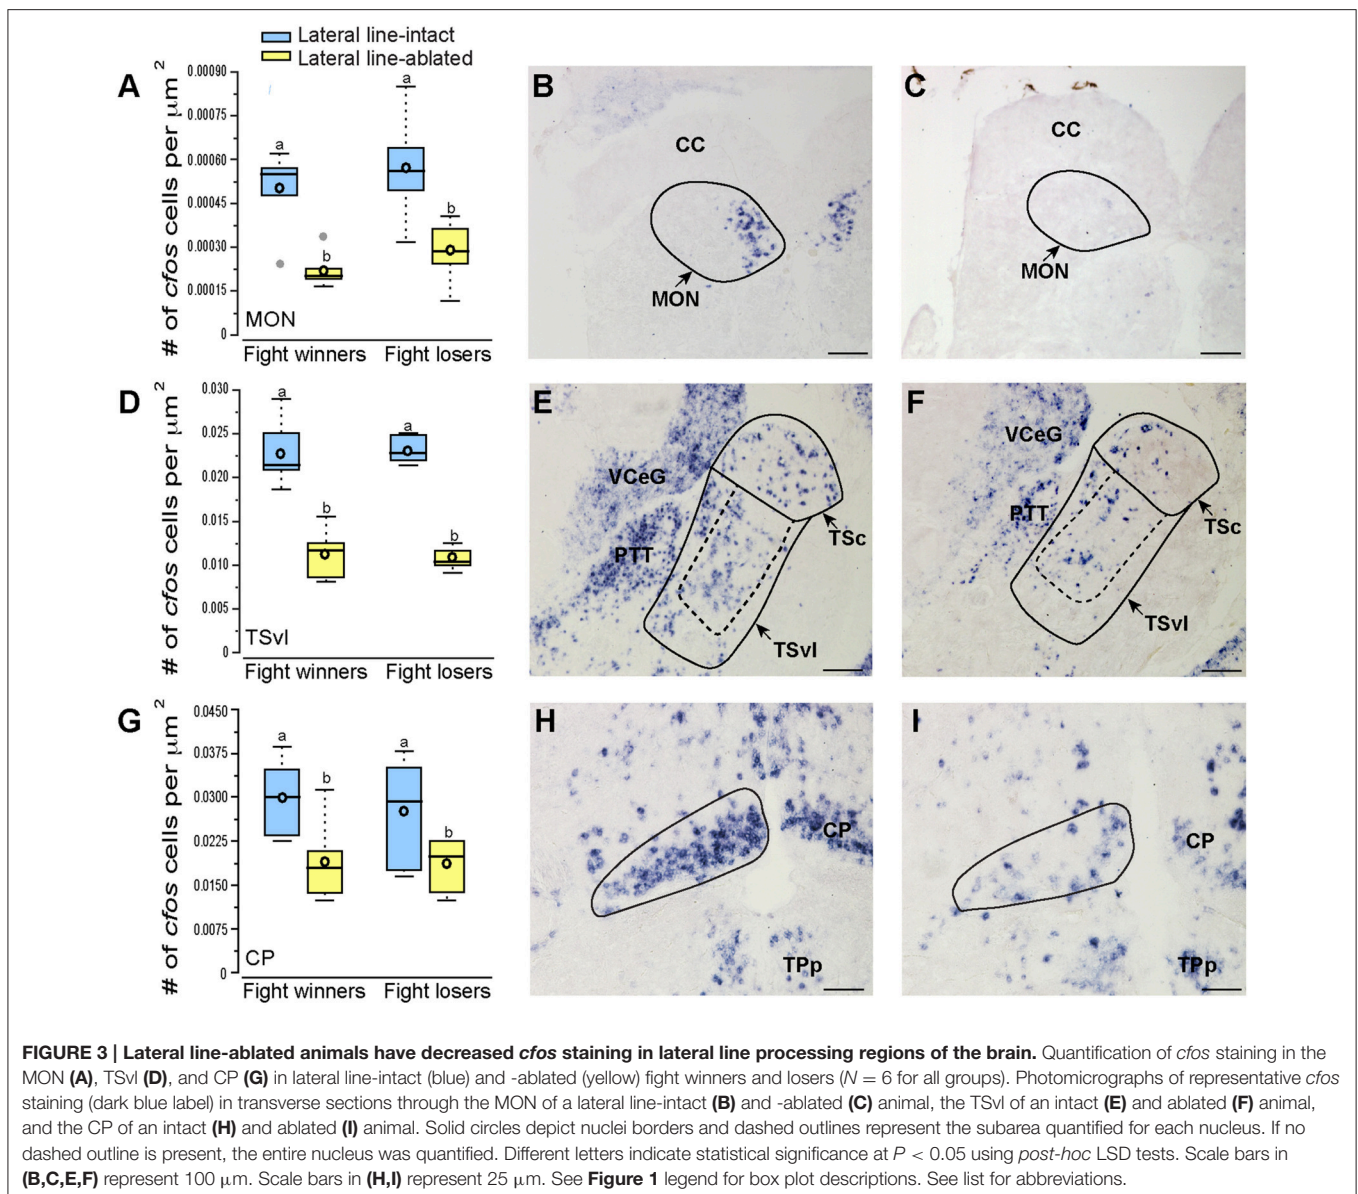 Lateral line-intact
Lateral line-ablated
A
# of cfos cells per μm 2
0.00090
0.00075
0.00060
0.00045
0.00030
0.00015
0
a
b
a
b
MON
Fight winners
Fight losers
B
CC
MON
C
CC
MON
D
# of cfos cells per μm 2
0.030
0.025
0.020
0.015
0.010
0.005
0
a
b
a
b
TSvl
Fight winners
Fight losers
E
VCeG
PTT
TSc
TSvl
F
VCeG
PTT
TSc
TSvl
G
# of cfos cells per μm 2
0.0450
0.0375
0.0300
0.0225
0.0150
0.0075
0
a
b
a
b
CP
Fight winners
Fight losers
H
CP
TPp
I
CP
TPp
FIGURE 3 | Lateral line-ablated animals have decreased cfos staining in lateral line processing regions of the brain. Quantification of cfos staining in the
MON (A), TSvl (D), and CP (G) in lateral line-intact (blue) and -ablated (yellow) fight winners and losers (N = 6 for all groups). Photomicrographs of representative cfos
staining (dark blue label) in transverse sections through the MON of a lateral line-intact (B) and -ablated (C) animal, the TSvl of an intact (E) and ablated (F) animal,
and the CP of an intact (H) and ablated (I) animal. Solid circles depict nuclei borders and dashed outlines represent the subarea quantified for each nucleus. If no
dashed outline is present, the entire nucleus was quantified. Different letters indicate statistical significance at P < 0.05 using post-hoc LSD tests. Scale bars in
(B,C,E,F) represent 100 μm. Scale bars in (H,I) represent 25 μm. See Figure 1 legend for box plot descriptions. See list for abbreviations.